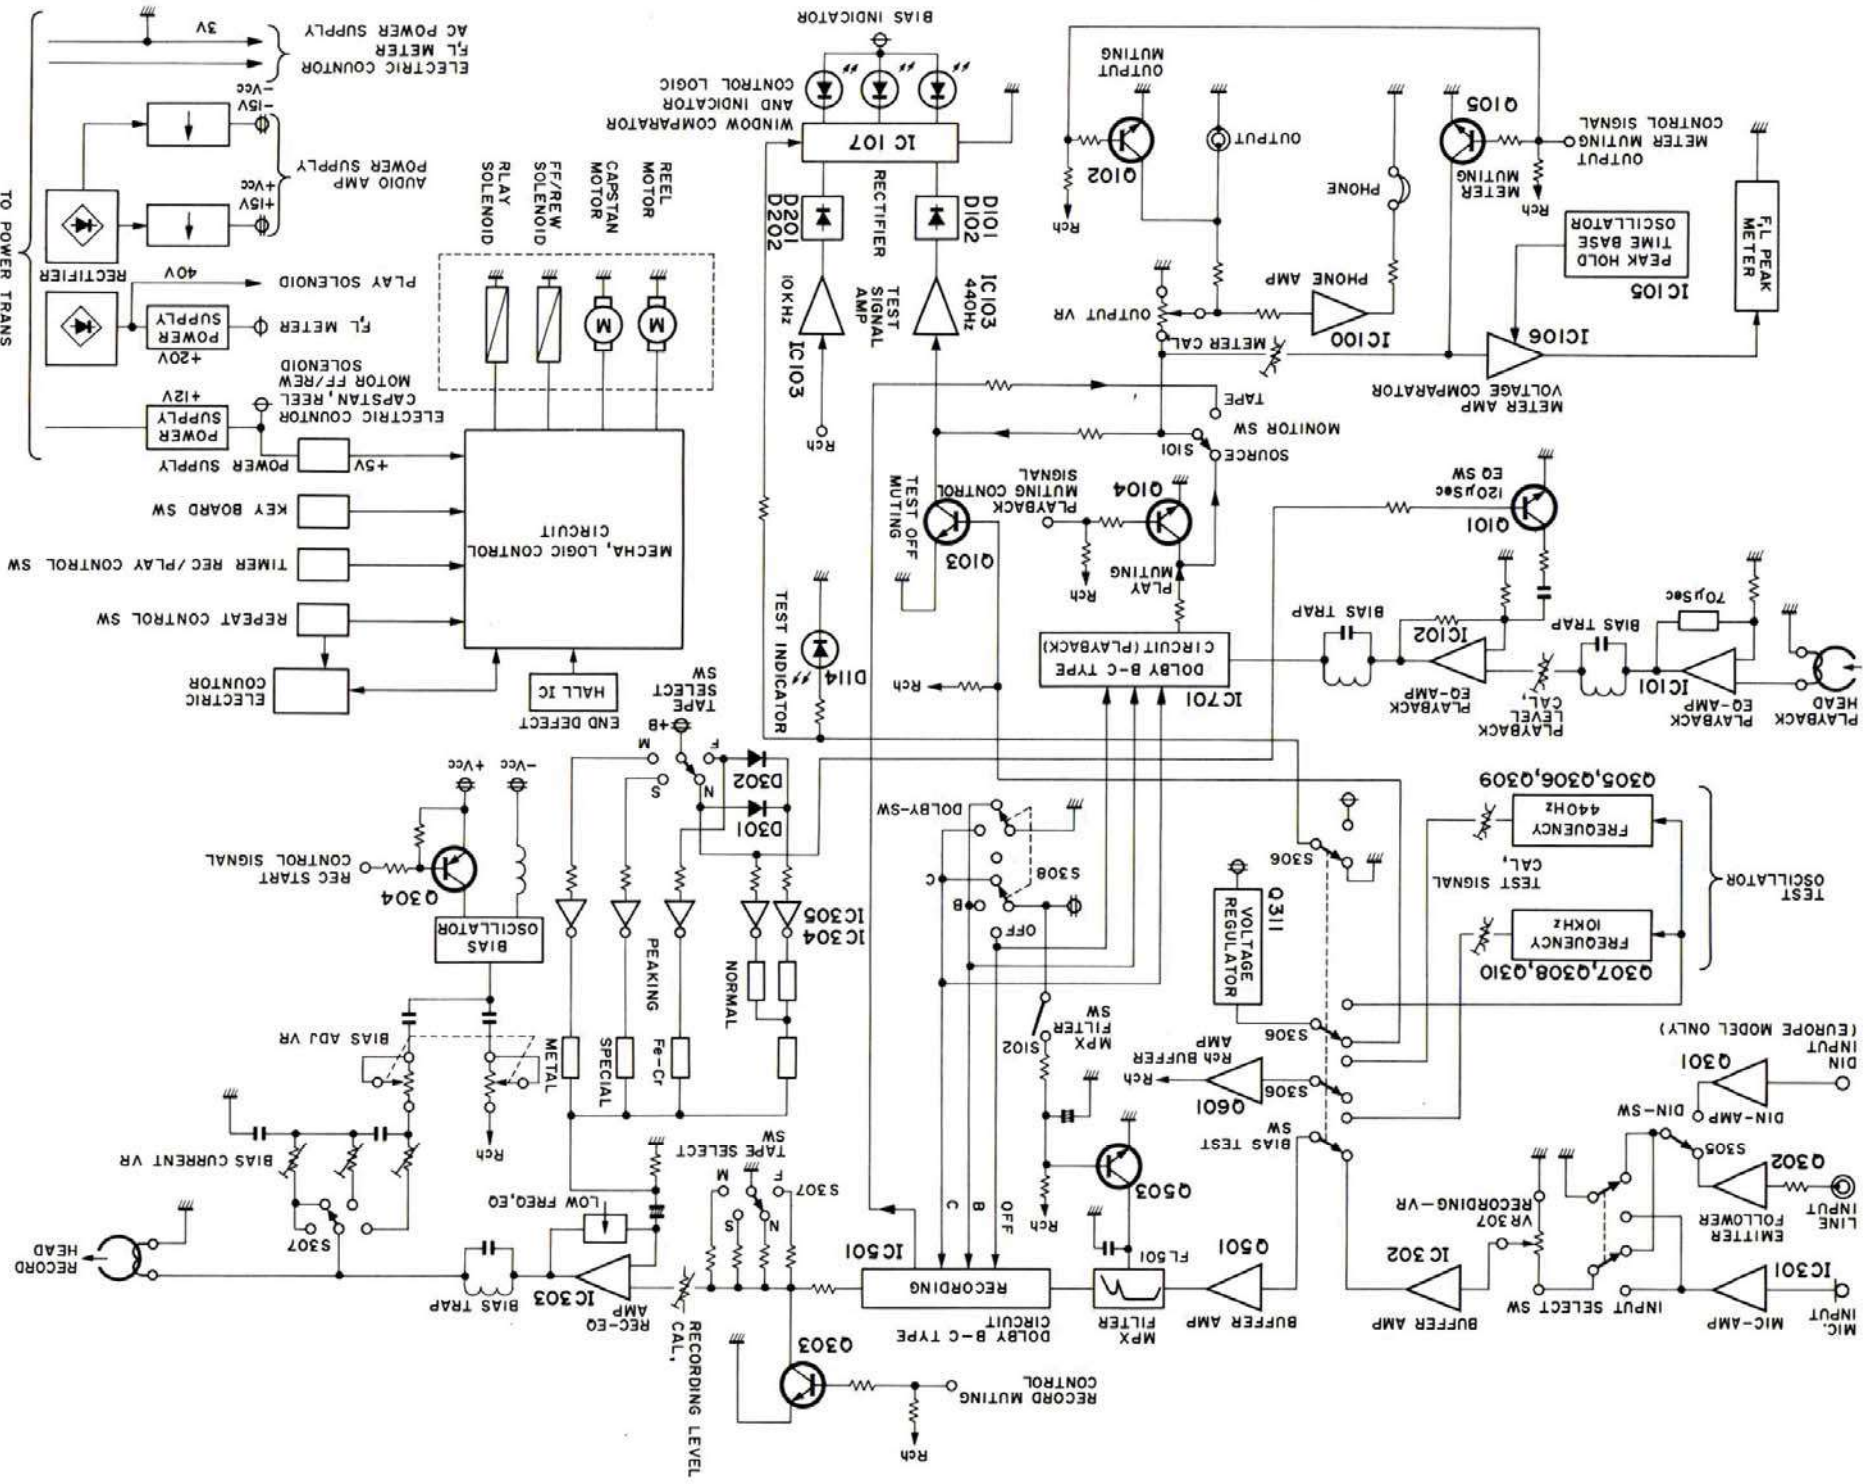 MIC.
INPUT
IC301
MIC-AMP
LINE
INPUT
Q302
EMITTER
FOLLOWER
DIN
INPUT
(EUROPE MODEL ONLY)
Q301
DIN-AMP
DIN-SW
S305
INPUT SELECT SW
VR307
RECORDING-VR
IC302
BUFFER AMP
BIAS TEST
SW
S306
S306
S306
Q601
Rch BUFFER
AMP
Rch
Q311
VOLTAGE
REGULATOR
BUFFER AMP
Q501
MPX
FILTER
FL501
Q503
Rch
S102
MPX
FILTER
SW
DOLBY B-C TYPE
CIRCUIT
RECORDING
IC501
OFF
B
C
RECORD MUTING
CONTROL
Rch
Q303
RECORDING LEVEL
CAL,
S307
F
N
S
M
TAPE SELECT
SW
REC-EQ
AMP
IC303
LOW FREQ,EQ
BIAS TRAP
RECORD
HEAD
S307
BIAS CURRENT VR
Rch
BIAS ADJ VR
BIAS
OSCILLATOR
Q304
REC START
CONTROL SIGNAL
-Vcc
+Vcc
METAL
SPECIAL
Fe-Cr
NORMAL
PEAKING
IC304
IC305
D301
D302
F
N
S
M
+B
TAPE
SELECT
SW
OFF
B
C
S308
DOLBY-SW
TEST
OSCILLATOR
Q307,Q308,Q310
FREQUENCY
10KHz
TEST SIGNAL
CAL,
FREQUENCY
440Hz
Q305,Q306,Q309
PLAYBACK
HEAD
PLAYBACK
EQ-AMP
IC101
70μSec
BIAS TRAP
PLAYBACK
LEVEL
CAL,
PLAYBACK
EQ-AMP
IC102
BIAS TRAP
Q101
120μSec
EQ SW
IC701
DOLBY B-C TYPE
CIRCUIT (PLAYBACK)
PLAY
MUTING
Q104
Rch
PLAYBACK
MUTING CONTROL
SIGNAL
Rch
Q103
TEST OFF
MUTING
D114
TEST INDICATOR
SOURCE
S101
MONITOR SW
TAPE
METER AMP
VOLTAGE COMPARATOR
IC106
METER CAL
OUTPUT VR
IC100
PHONE AMP
PHONE
OUTPUT
IC105
PEAK HOLD
TIME BASE
OSCILLATOR
F,L PEAK
METER
Rch
METER
MUTING
Q105
OUTPUT
METER MUTING
CONTROL SIGNAL
Rch
Q102
OUTPUT
MUTING
Rch
IC103
440Hz
TEST
SIGNAL
AMP
IC103
10KHz
D101
D102
RECTIFIER
D201
D202
IC 107
WINDOW COMPARATOR
AND INDICATOR
CONTROL LOGIC
BIAS INDICATOR
END DEFECT
HALL IC
ELECTRIC
COUNTOR
REPEAT CONTROL SW
TIMER REC/PLAY CONTROL SW
KEY BOARD SW
+5V
POWER SUPPLY
MECHA, LOGIC CONTROL
CIRCUIT
REEL
MOTOR
CAPSTAN
MOTOR
FF/REW
SOLENOID
RLAY
SOLENOID
M
M
POWER
SUPPLY
+12V
ELECTRIC COUNTOR
CAPSTAN, REEL
MOTOR FF/REW
SOLENOID
+20V
POWER
SUPPLY
F,L METER
40V
PLAY SOLENOID
RECTIFIER
+15V
+Vcc
AUDIO AMP
POWER SUPPLY
-15V
-Vcc
ELECTRIC COUNTOR
F,L METER
AC POWER SUPPLY
3V
TO POWER TRANS